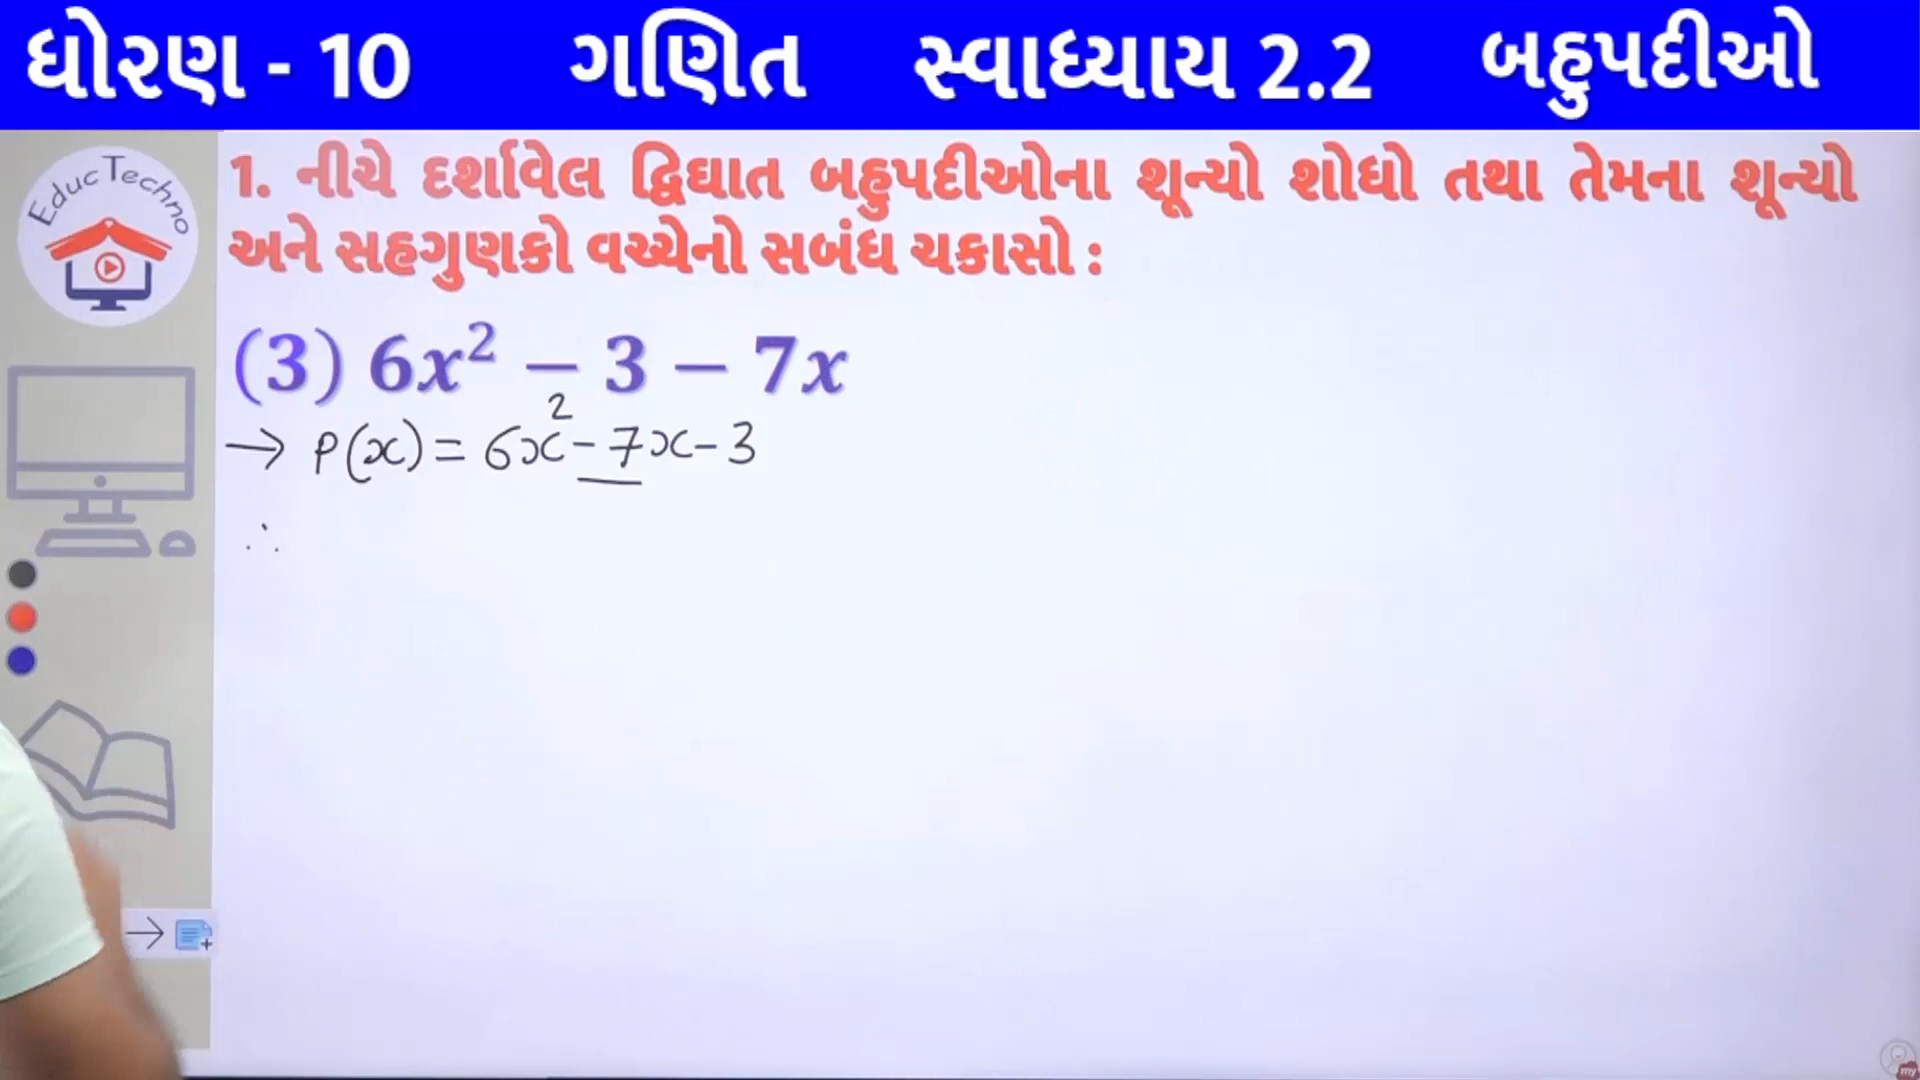 ધોરણ - 10 ગણિત સ્વાધ્યાય 2.2 બહુપદીઓ
EducTechno
1. નીચે દર્શાવેલ દ્વિઘાત બહુપદીઓના શૂન્યો શોધો તથા તેમના શૂન્યો
અને સહગુણકો વચ્ચેનો સબંધ ચકાસો :
(3) 6x² − 3 − 7x
→ P(x) = 6x² - 7x - 3
∴
my